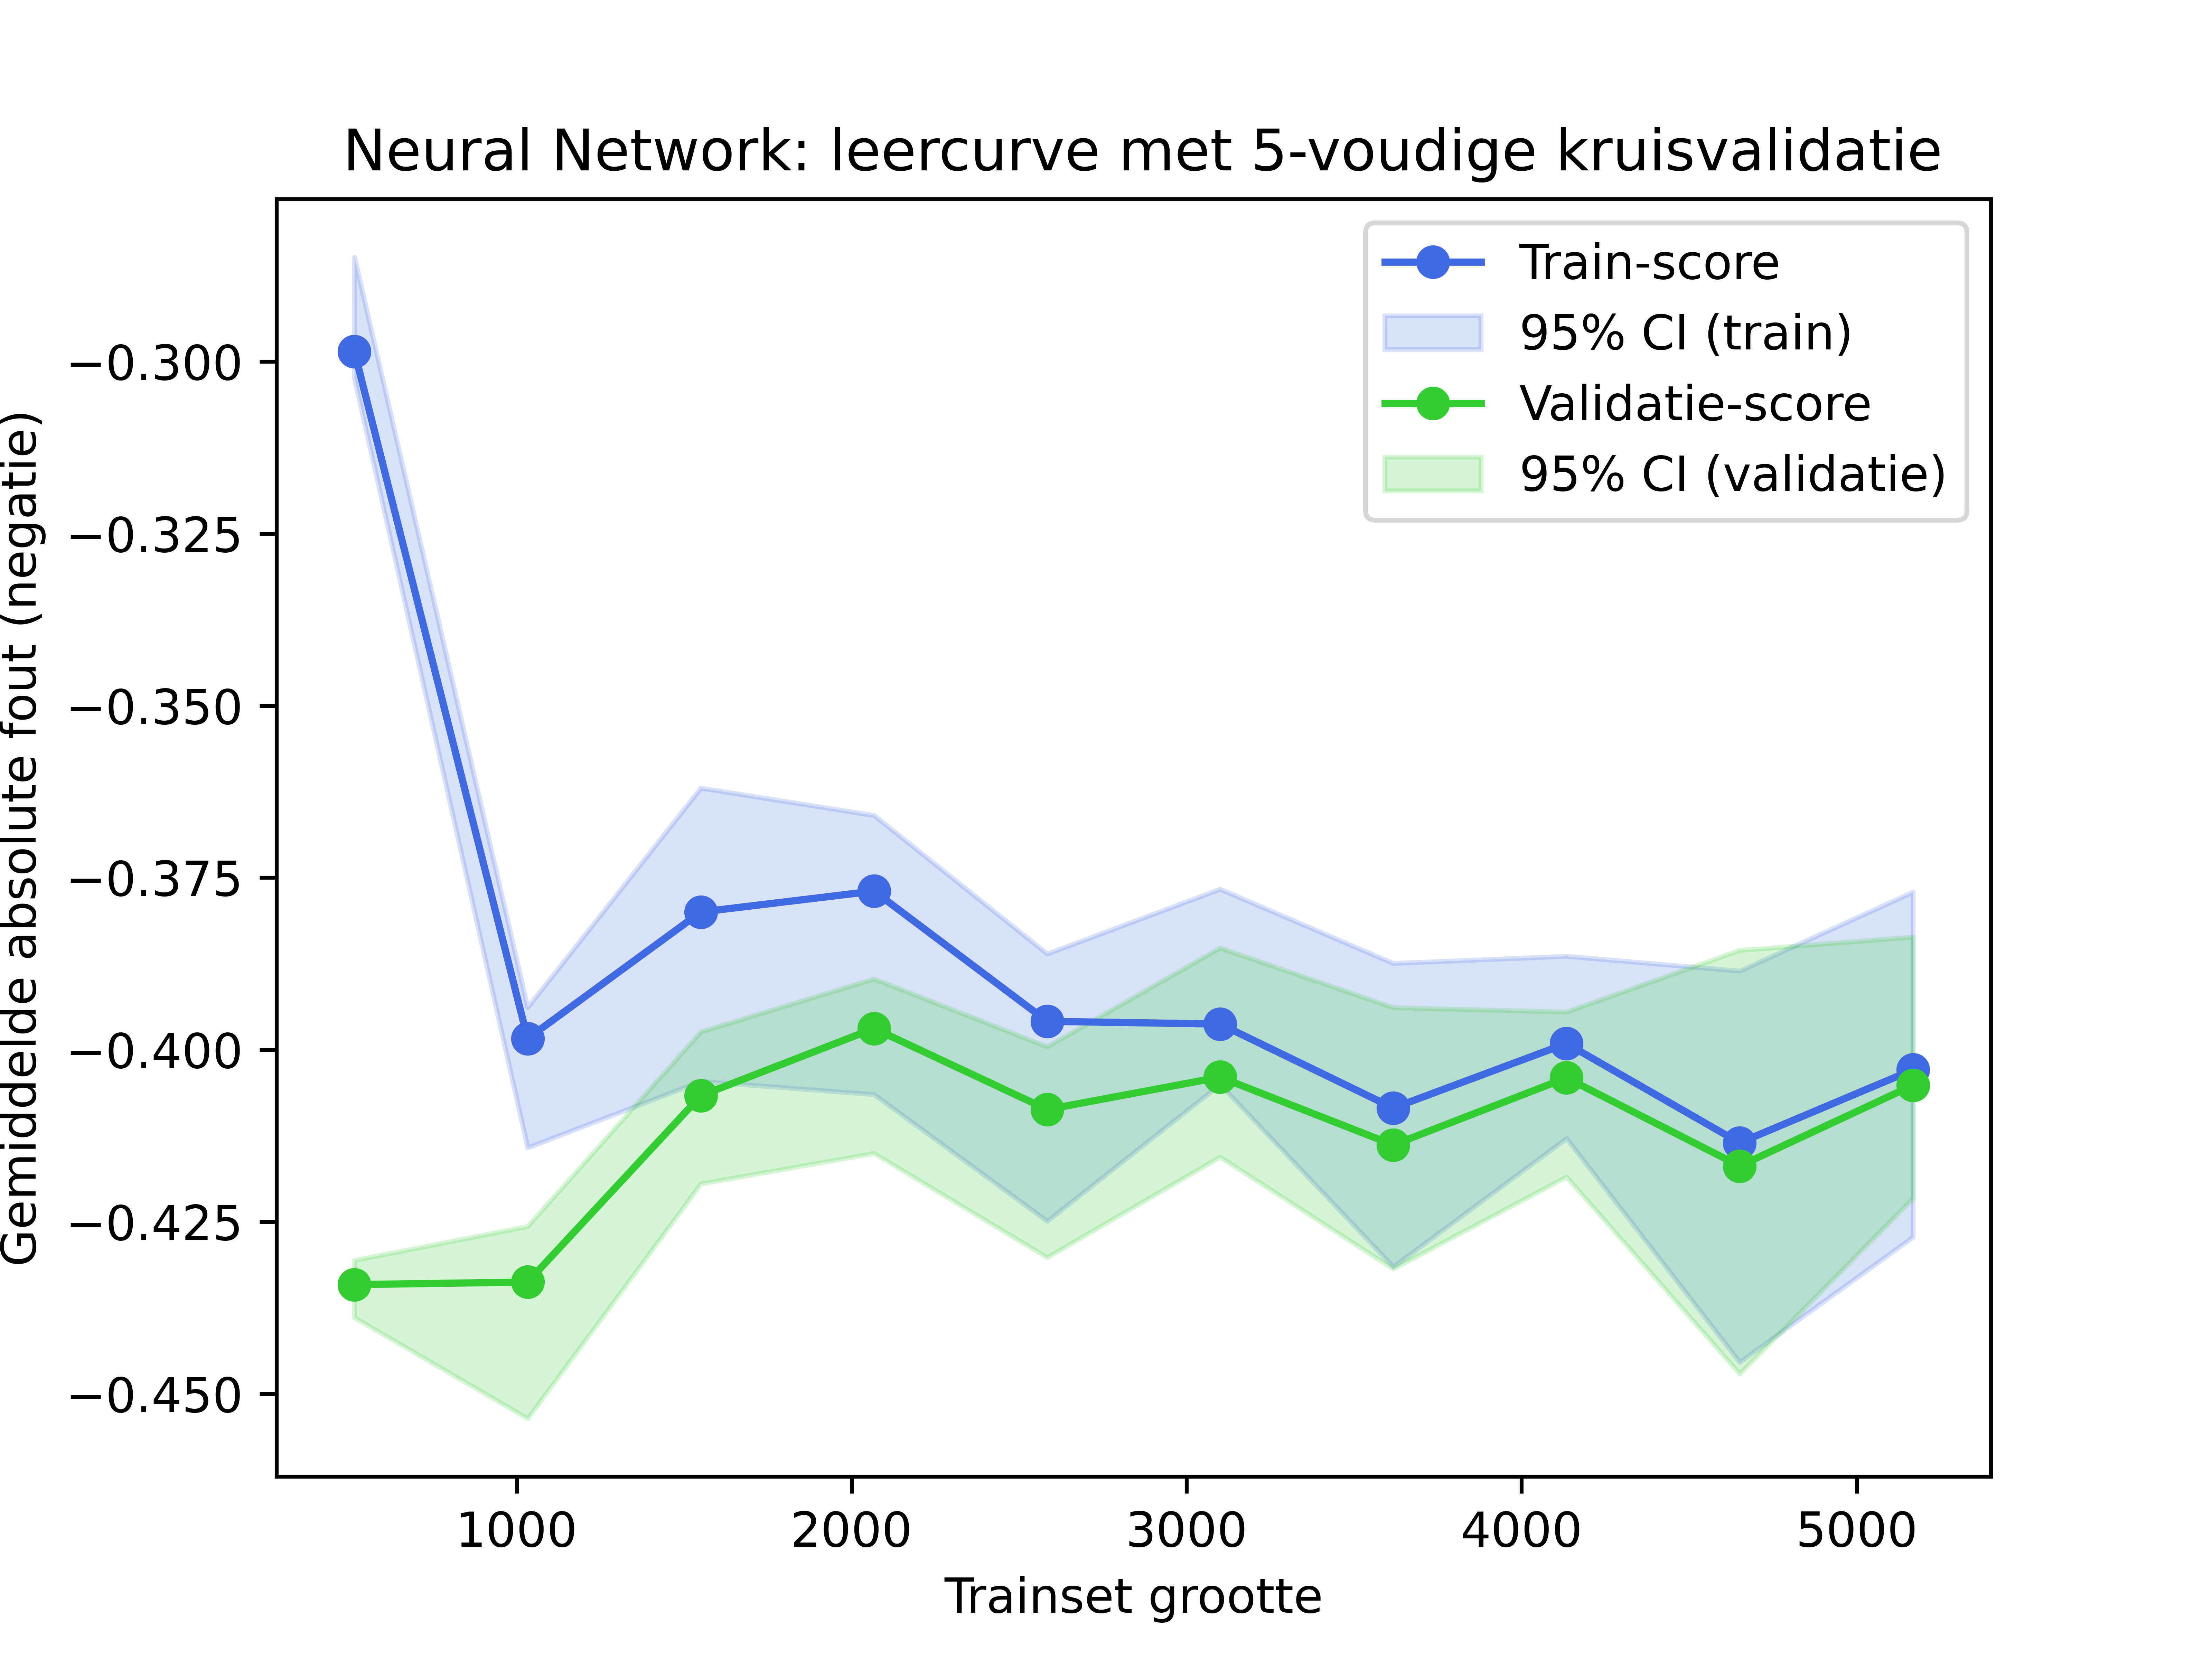 Neural Network: leercurve met 5-voudige kruisvalidatie
Train-score
95% CI (train)
Validatie-score
95% CI (validatie)
Gemiddelde absolute fout (negatie)
−0.300
−0.325
−0.350
−0.375
−0.400
−0.425
−0.450
1000 2000 3000 4000 5000
Trainset grootte